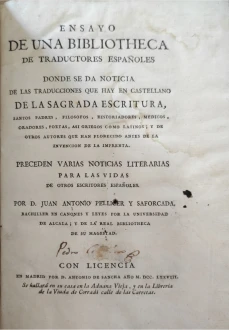 ENSAYO
DE UNA BIBLIOTHECA
DE TRADUCTORES ESPAÑOLES
DONDE SE DA NOTICIA
DE LAS TRADUCCIONES QUE HAY EN CASTELLANO
DE LA SAGRADA ESCRITURA,
SANTOS PADRES, FILOSOFOS, HISTORIADORES, MEDICOS,
ORADORES, POETAS, ASI GRIEGOS COMO LATINOS; Y DE
OTROS AUTORES QUE HAN FLORECIDO ANTES DE LA
INVENCION DE LA IMPRENTA.
PRECEDEN VARIAS NOTICIAS LITERARIAS
PARA LAS VIDAS
DE OTROS ESCRITORES ESPAÑOLES.
POR D. JUAN ANTONIO PELLICER Y SAFORCADA,
BACHILLER EN CANONES Y LEYES POR LA UNIVERSIDAD
DE ALCALA; Y DE LA REAL BIBLIOTHECA
DE SU MAGESTAD.
Pedro
CON LICENCIA
EN MADRID POR D. ANTONIO DE SANCHA AÑO M. DCC. LXXVIII.
Se hallará en su casa en la Aduana Vieja, y en la Libreria
de la Viuda de Corradi calle de las Carretas.